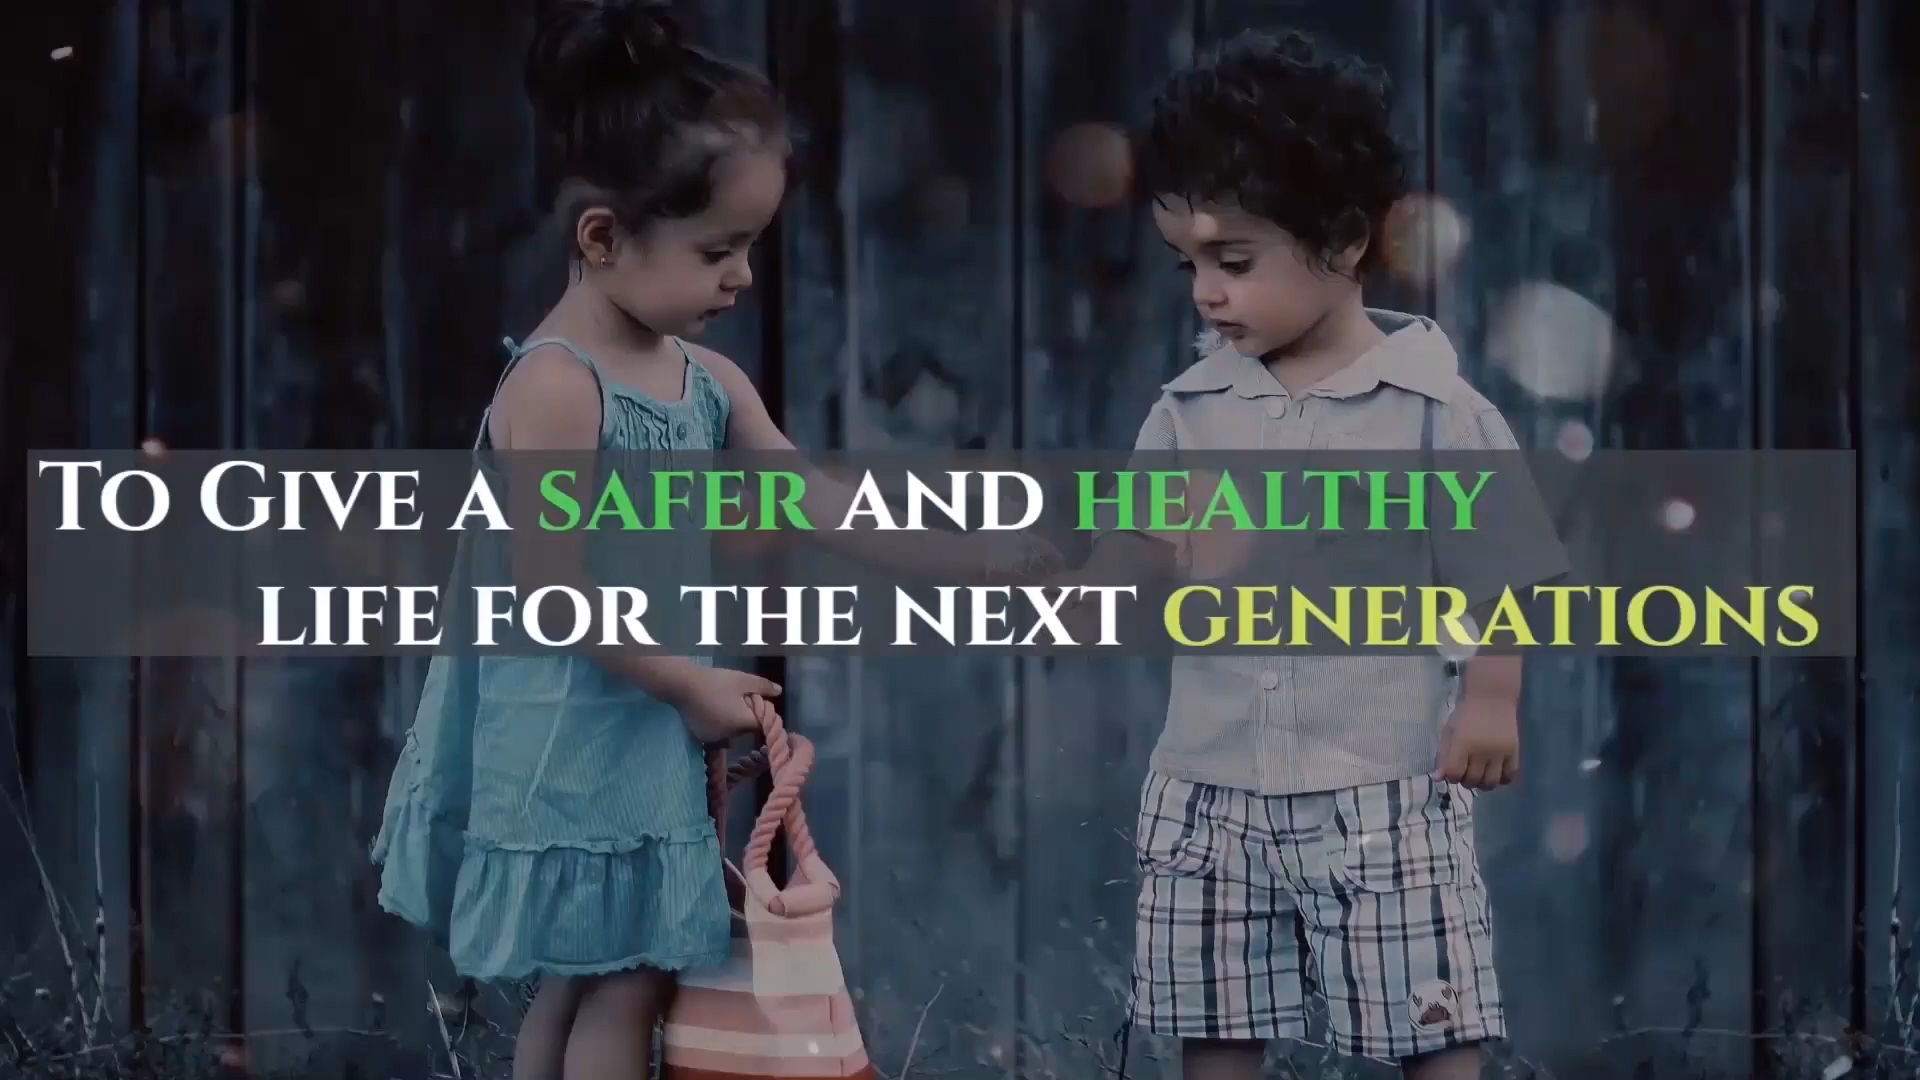 To Give a safer and healthy
life for the next generations